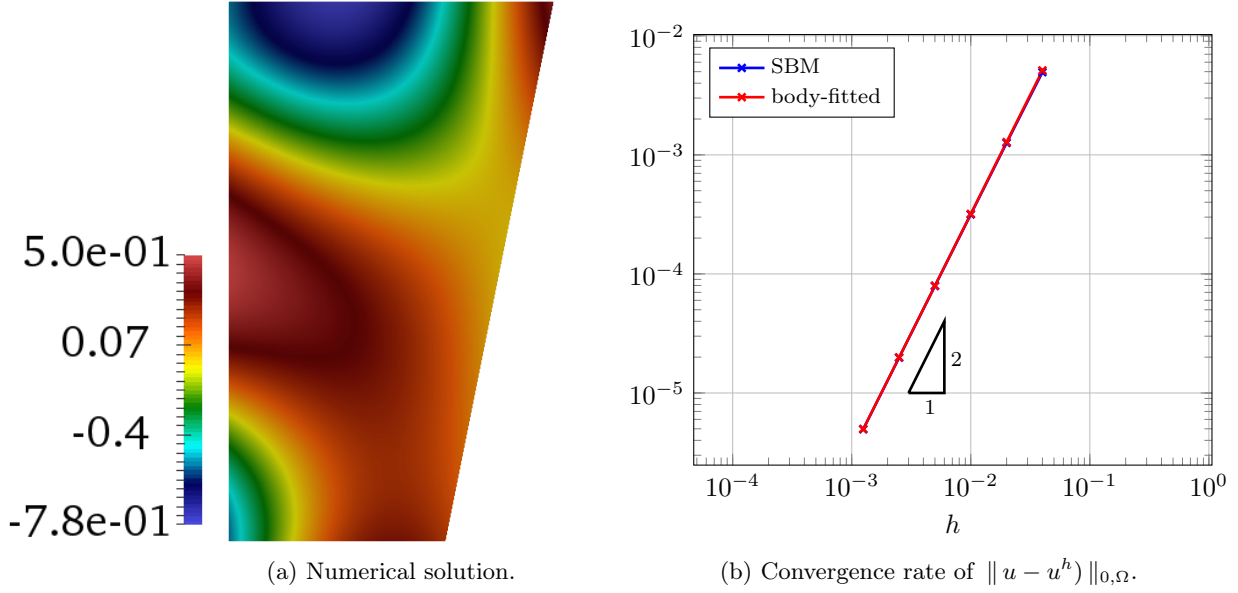 5.0e-01
0.07
-0.4
-7.8e-01
(a) Numerical solution.
10^{-2}
10^{-3}
10^{-4}
10^{-5}
SBM
body-fitted
2
1
10^{-4} 10^{-3} 10^{-2} 10^{-1} 10^{0}
h
(b) Convergence rate of ‖ u − u^h) ‖_{0,Ω}.